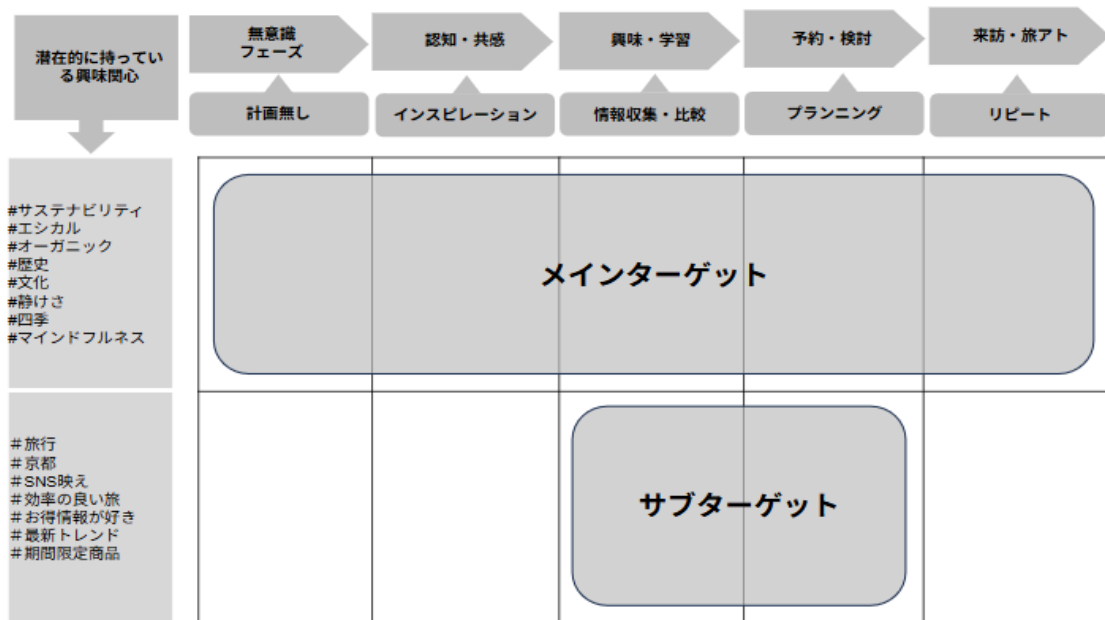 潜在的に持ってい
る興味関心
無意識
フェーズ
認知・共感
興味・学習
予約・検討
来訪・旅アト
計画無し
インスピレーション
情報収集・比較
プランニング
リピート
#サステナビリティ
#エシカル
#オーガニック
#歴史
#文化
#静けさ
#四季
#マインドフルネス
メインターゲット
＃旅行
＃京都
＃SNS映え
＃効率の良い旅
＃お得情報が好き
＃最新トレンド
＃期間限定商品
サブターゲット